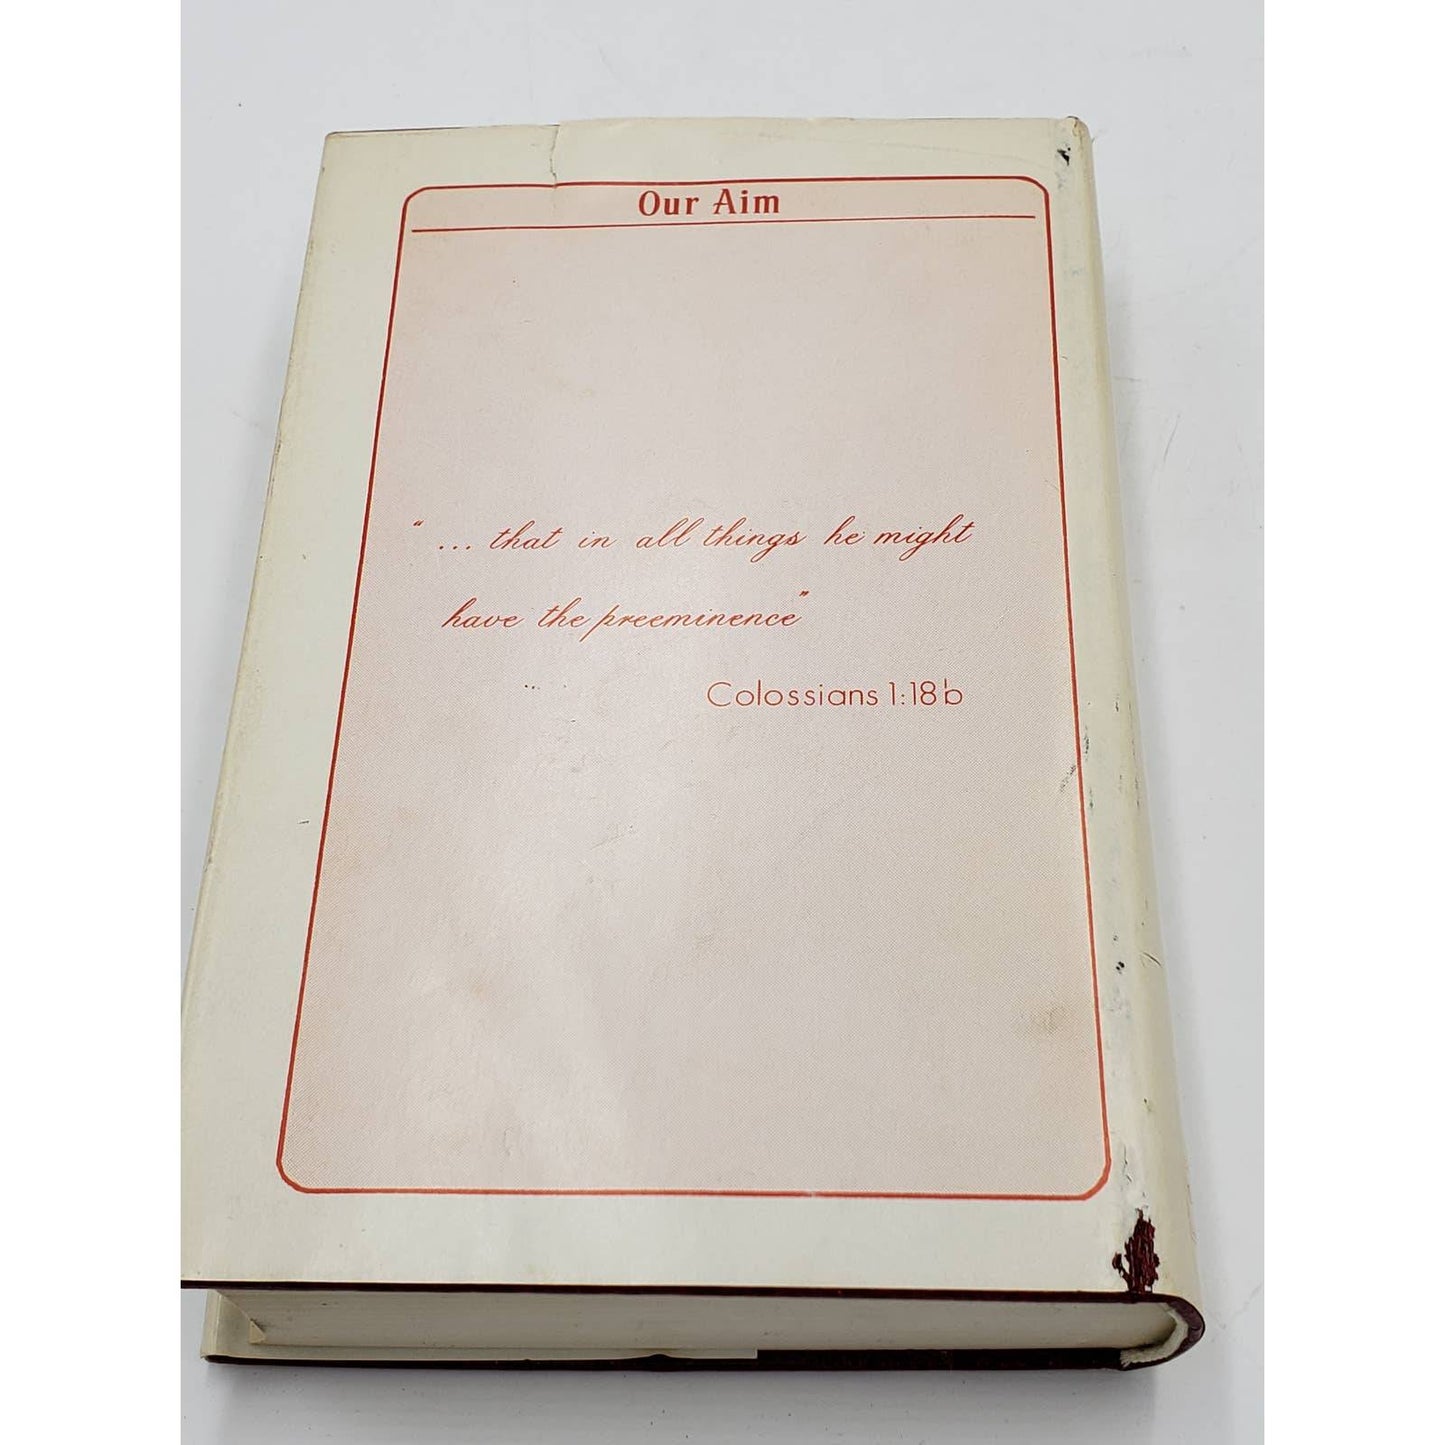 Our Aim
“ ... that in all things he might
have the preeminence”
Colossians 1:18b